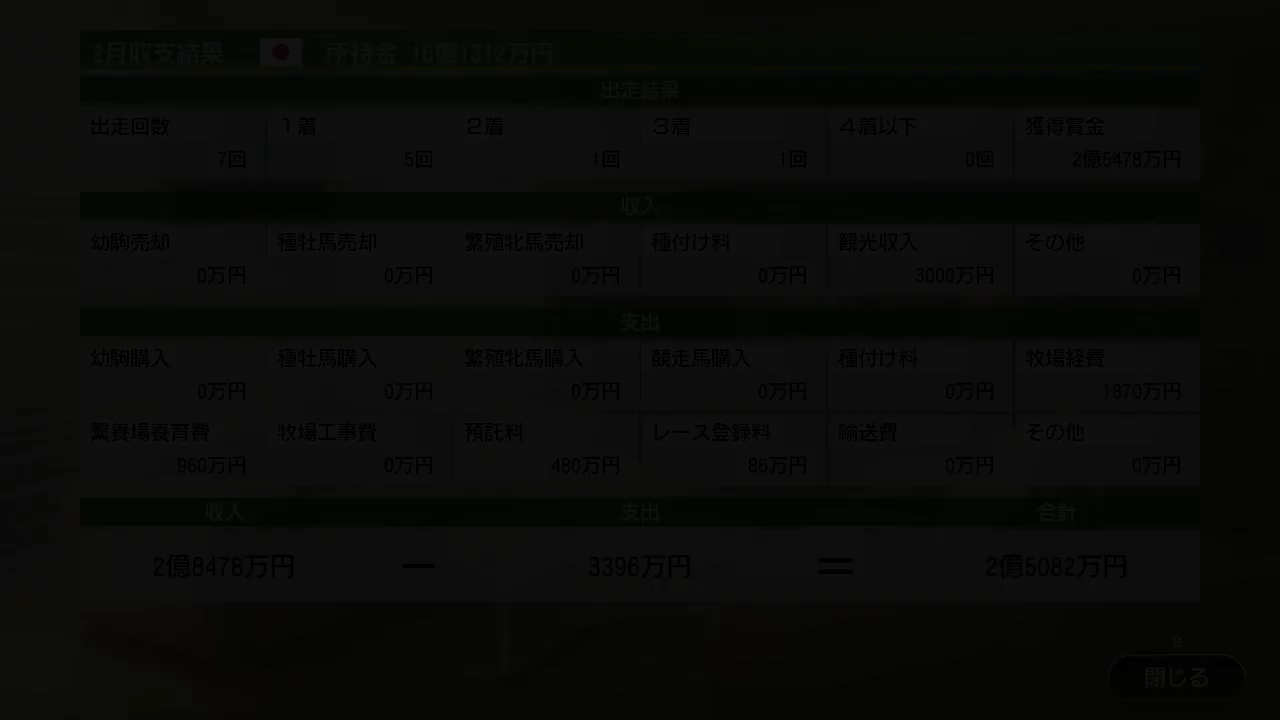 2月収支結果 所持金 16億1312万円
出走結果
出走回数 1着 2着 3着 4着以下 獲得賞金
7回 5回 1回 1回 0回 2億5478万円
収入
幼駒売却 種牡馬売却 繁殖牝馬売却 種付け料 観光収入 その他
0万円 0万円 0万円 0万円 3000万円 0万円
支出
幼駒購入 種牡馬購入 繁殖牝馬購入 競走馬購入 種付け料 牧場経費
0万円 0万円 0万円 0万円 0万円 1870万円
繋養場養育費 牧場工事費 預託料 レース登録料 輸送費 その他
960万円 0万円 480万円 86万円 0万円 0万円
収入 支出 合計
2億8478万円 － 3396万円 ＝ 2億5082万円
B
閉じる